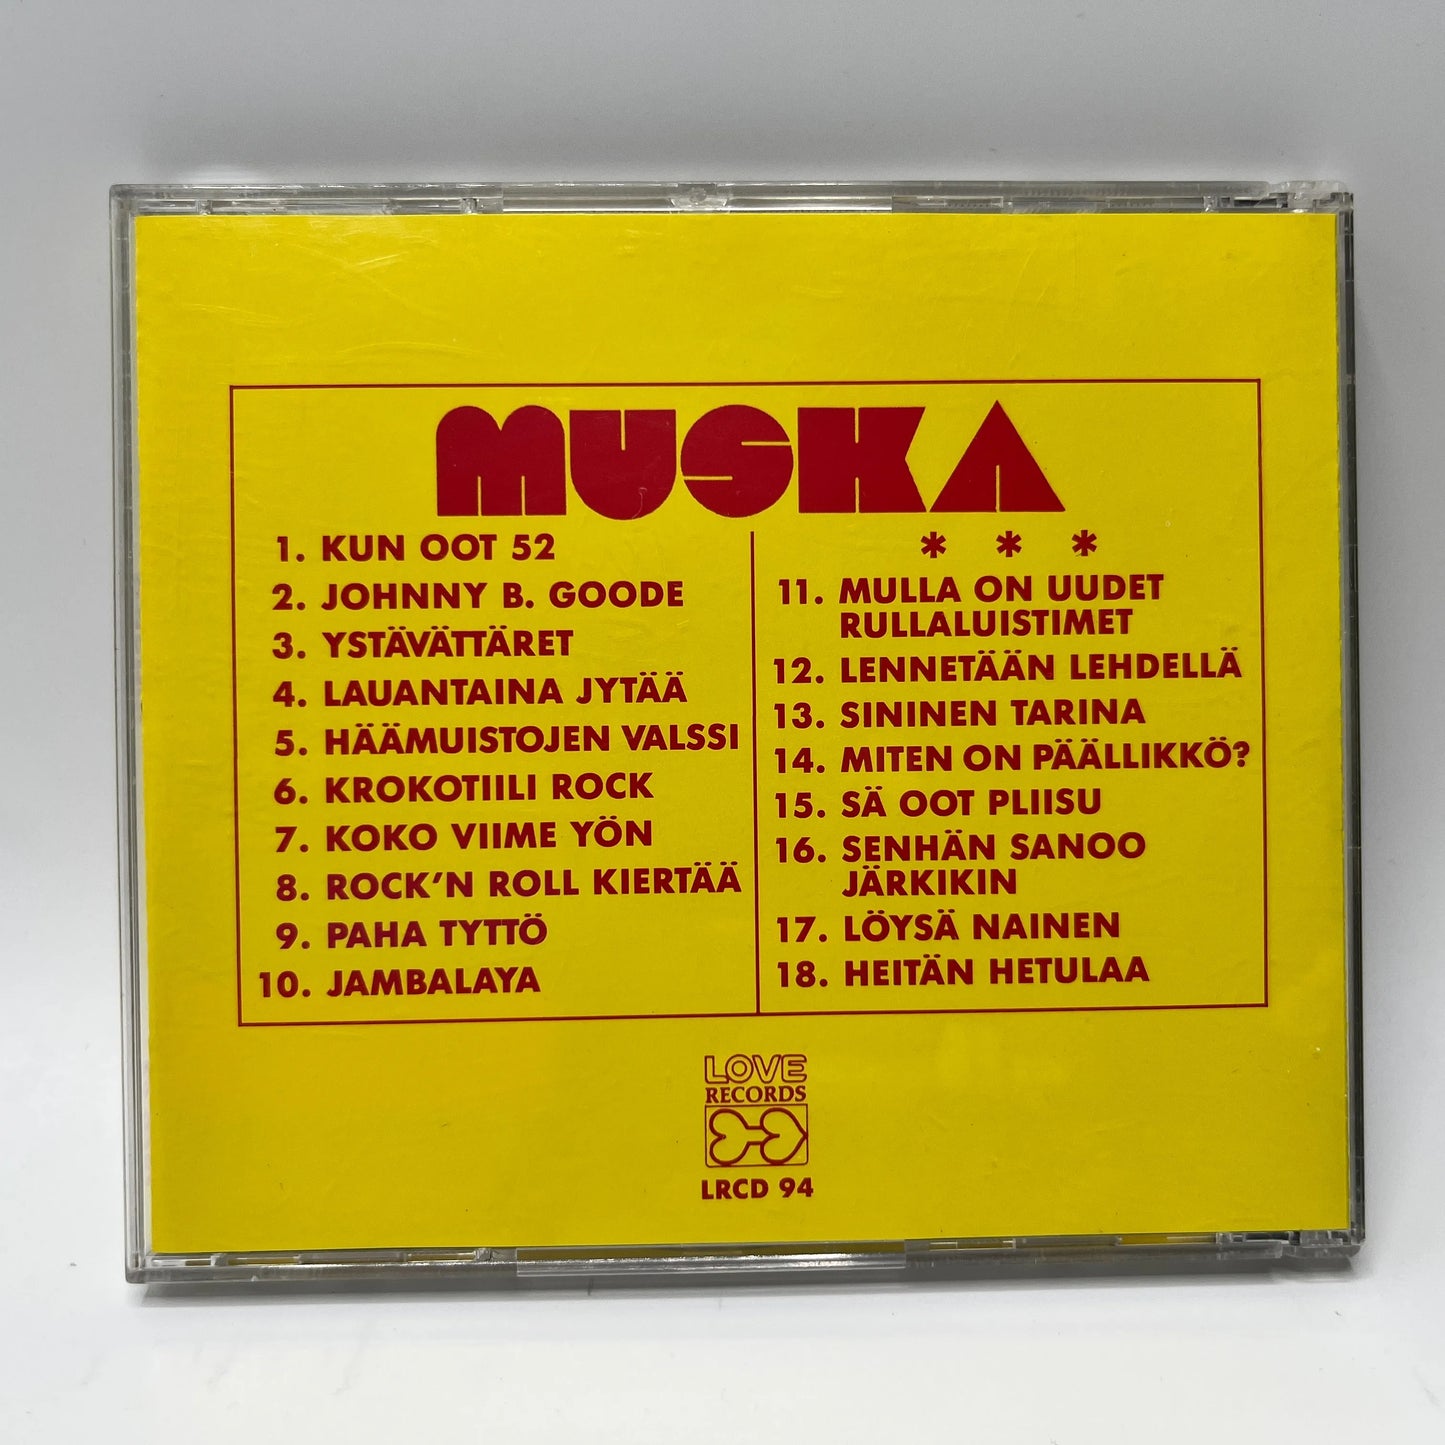 MUSKA
1. KUN OOT 52
2. JOHNNY B. GOODE
3. YSTÄVÄTTÄRET
4. LAUANTAINA JYTÄÄ
5. HÄÄMUISTOJEN VALSSI
6. KROKOTIILI ROCK
7. KOKO VIIME YÖN
8. ROCK'N ROLL KIERTÄÄ
9. PAHA TYTTÖ
10. JAMBALAYA
* * *
11. MULLA ON UUDET
RULLALUISTIMET
12. LENNETÄÄN LEHDELLÄ
13. SININEN TARINA
14. MITEN ON PÄÄLLIKKÖ?
15. SÄ OOT PLIISU
16. SENHÄN SANOO
JÄRKIKIN
17. LÖYSÄ NAINEN
18. HEITÄN HETULAA
LOVE
RECORDS
LRCD 94